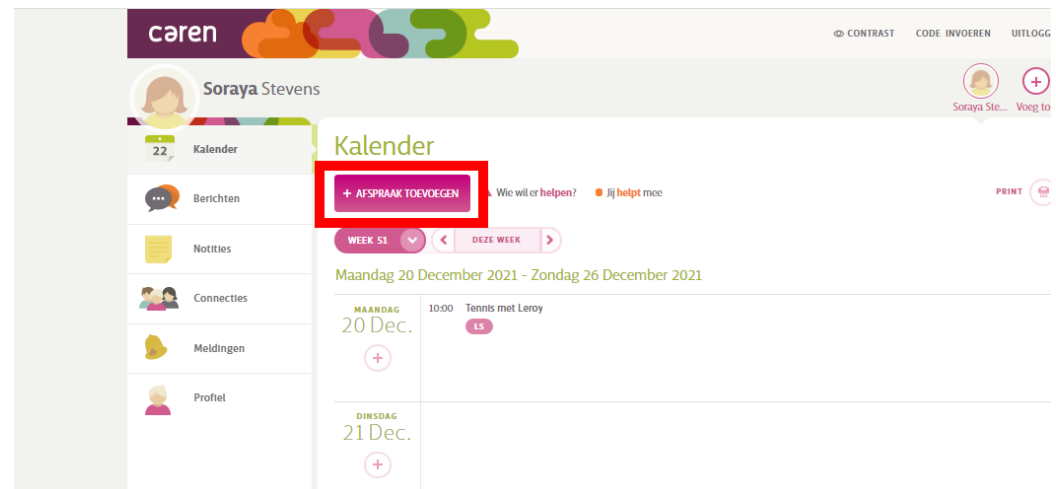 caren
CONTRAST CODE INVOEREN UITLOGG
Soraya Stevens
Soraya Ste... Voeg to
22 Kalender
Berichten
Notities
Connecties
Meldingen
Profiel
Kalender
+ AFSPRAAK TOEVOEGEN Wie wil er helpen? Jij helpt mee PRINT
WEEK 51 DEZE WEEK
Maandag 20 December 2021 - Zondag 26 December 2021
MAANDAG
20 Dec.
10:00 Tennis met Leroy
LS
DINSDAG
21 Dec.